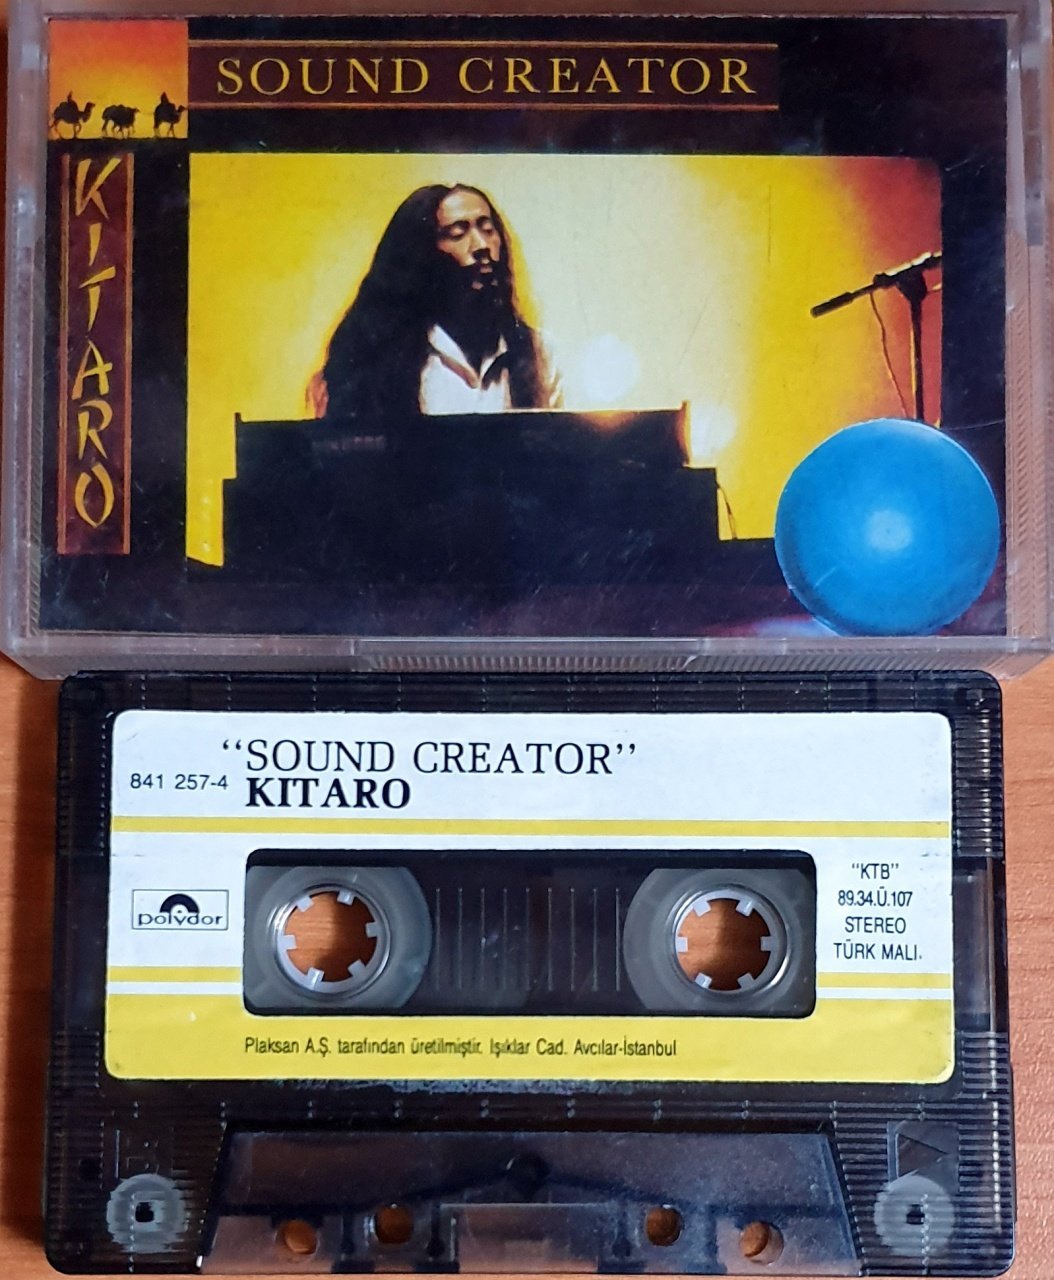 SOUND CREATOR
KITARO
"SOUND CREATOR"
841 257-4 KITARO
polydor
"KTB"
89.34.Ü.107
STEREO
TÜRK MALI.
Plaksan A.Ş. tarafından üretilmiştir. Işıklar Cad. Avcılar-İstanbul